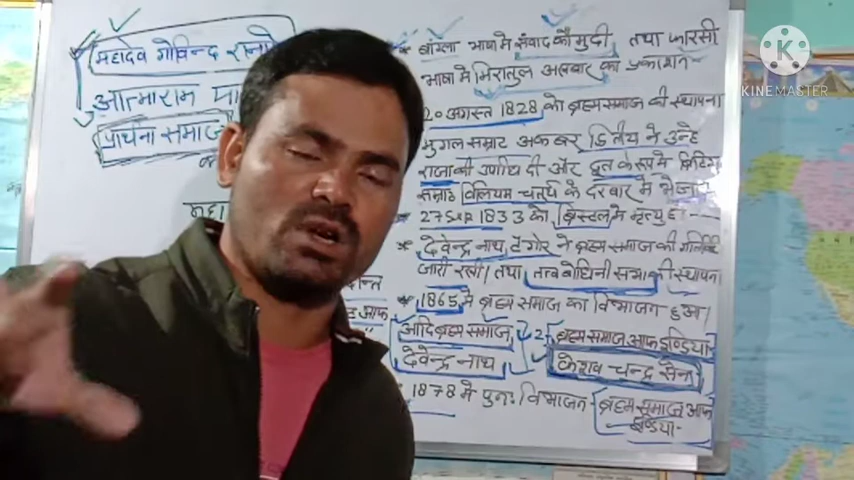 महादेव गोविन्द रानाडे
आत्माराम पा
प्रार्थना समाज
* बांग्ला भाषा मे संवाद कौमुदी तथा फारसी
भाषा मे मिरातुल अखबार का प्रकाशन
20 अगस्त 1828 को ब्रह्मसमाज की स्थापना
मुगल सम्राट अकबर द्वितीय ने उन्हे
राजा की उपाधि दी और दूत के रूप मे ब्रिटिश
सम्राट विलियम चतुर्थ के दरबार मे भेजा
* 27 Sep 1833 को ब्रिस्टल मे मृत्यु
* देवेन्द्र नाथ टैगोर ने ब्रह्म समाज की गतिविधि
जारी रखी। तथा तत्व बोधिनी सभा की स्थापना
* 1865 मे ब्रह्म समाज का विभाजन हुआ।
आदि ब्रह्म समाज 2. ब्रह्म समाज आफ इण्डिया
देवेन्द्र नाथ केशव चन्द्र सेन
1878 मे पुनः विभाजन - ब्रह्म समाज आफ
इण्डिया-
KINEMASTER